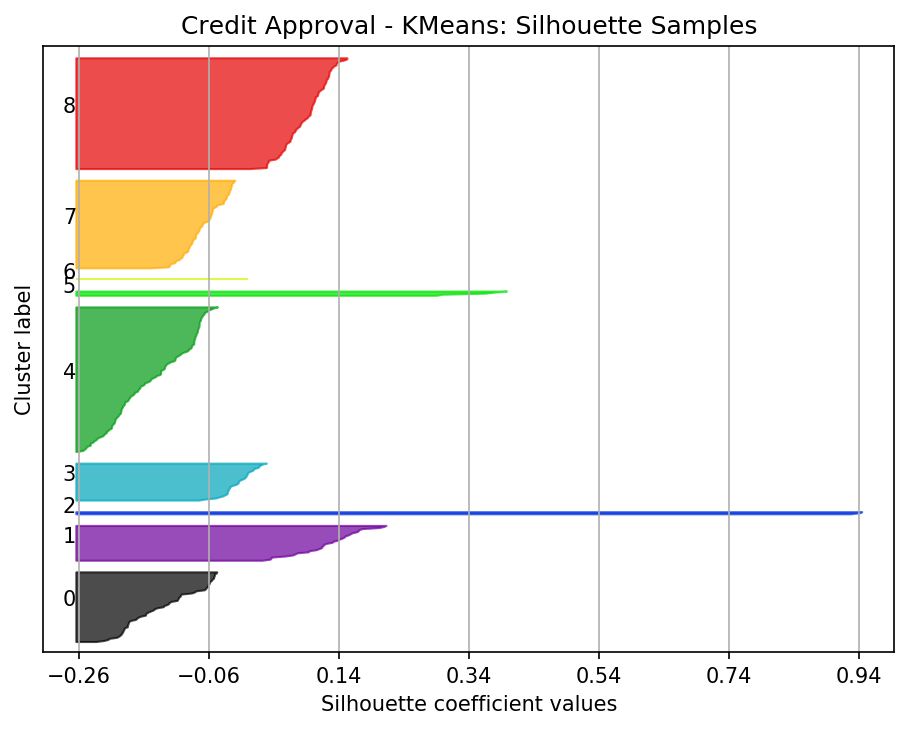 Credit Approval - KMeans: Silhouette Samples
Cluster label
8
7
6
5
4
3
2
1
0
−0.26 −0.06 0.14 0.34 0.54 0.74 0.94
Silhouette coefficient values